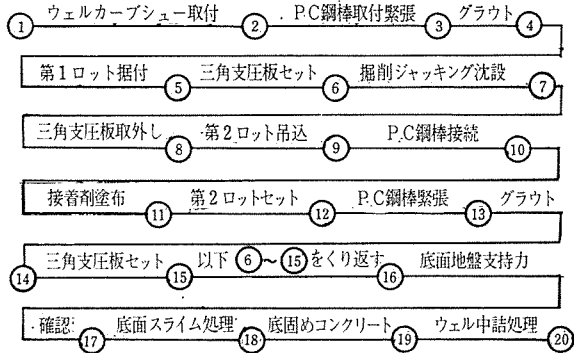 ① ウェルカーブシュー取付 ② P.C鋼棒取付緊張 ③ グラウト ④
第1ロット据付 ⑤ 三角支圧板セット ⑥ 掘削ジャッキング沈設 ⑦
三角支圧板取外し ⑧ 第2ロット吊込 ⑨ P.C鋼棒接続 ⑩
接着剤塗布 ⑪ 第2ロットセット ⑫ P.C鋼棒緊張 ⑬ グラウト
⑭ 三角支圧板セット ⑮ 以下⑥~⑮をくり返す ⑯ 底面地盤支持力
確認 ⑰ 底面スライム処理 ⑱ 底固めコンクリート ⑲ ウェル中詰処理 ⑳